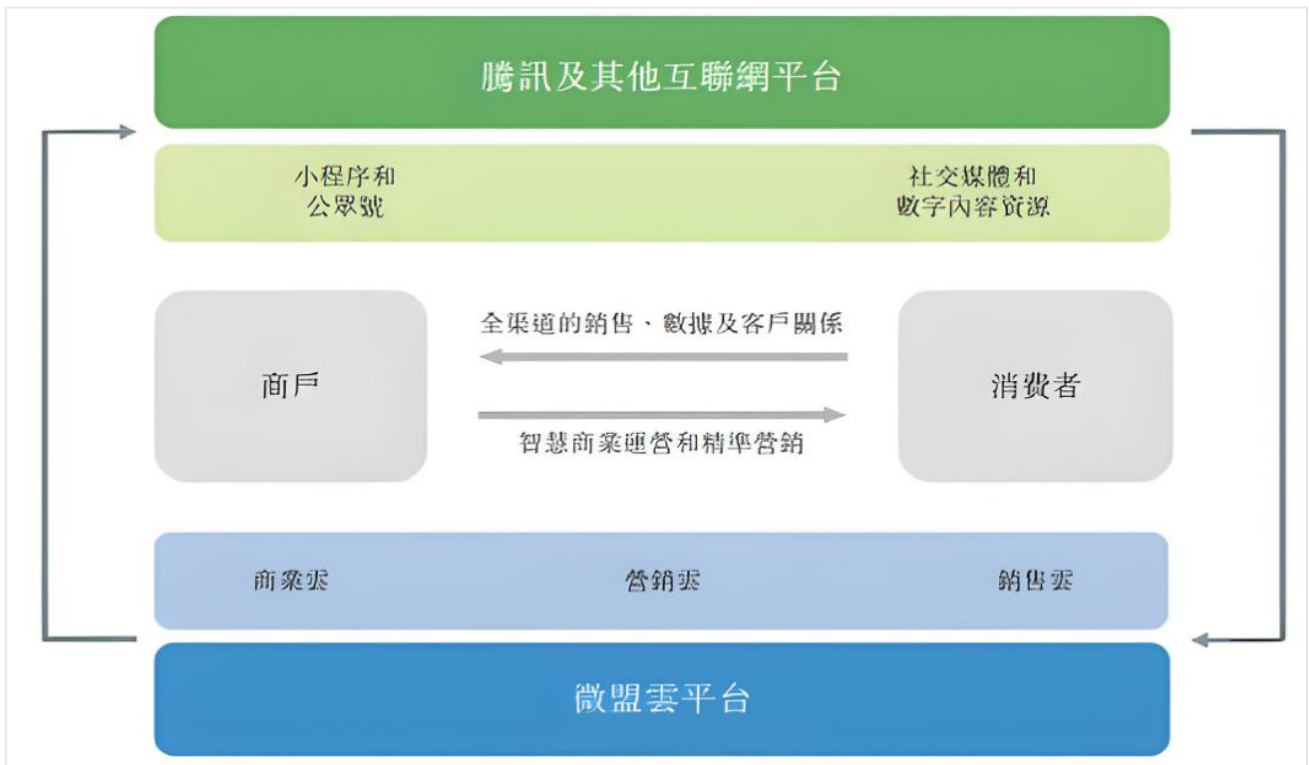 騰訊及其他互聯網平台
小程序和
公眾號
社交媒體和
數字內容資源
全渠道的銷售、數據及客戶關係
商戶
消費者
智慧商業運營和精準營銷
商業雲
營銷雲
銷售雲
微盟雲平台